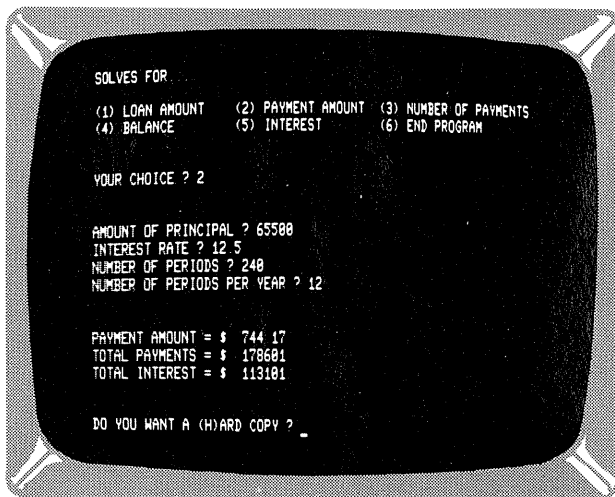 SOLVES FOR
(1) LOAN AMOUNT (2) PAYMENT AMOUNT (3) NUMBER OF PAYMENTS
(4) BALANCE (5) INTEREST (6) END PROGRAM
YOUR CHOICE ? 2
AMOUNT OF PRINCIPAL ? 65500
INTEREST RATE ? 12.5
NUMBER OF PERIODS ? 240
NUMBER OF PERIODS PER YEAR ? 12
PAYMENT AMOUNT = $ 744.17
TOTAL PAYMENTS = $ 178601
TOTAL INTEREST = $ 113101
DO YOU WANT A (H)ARD COPY ? _